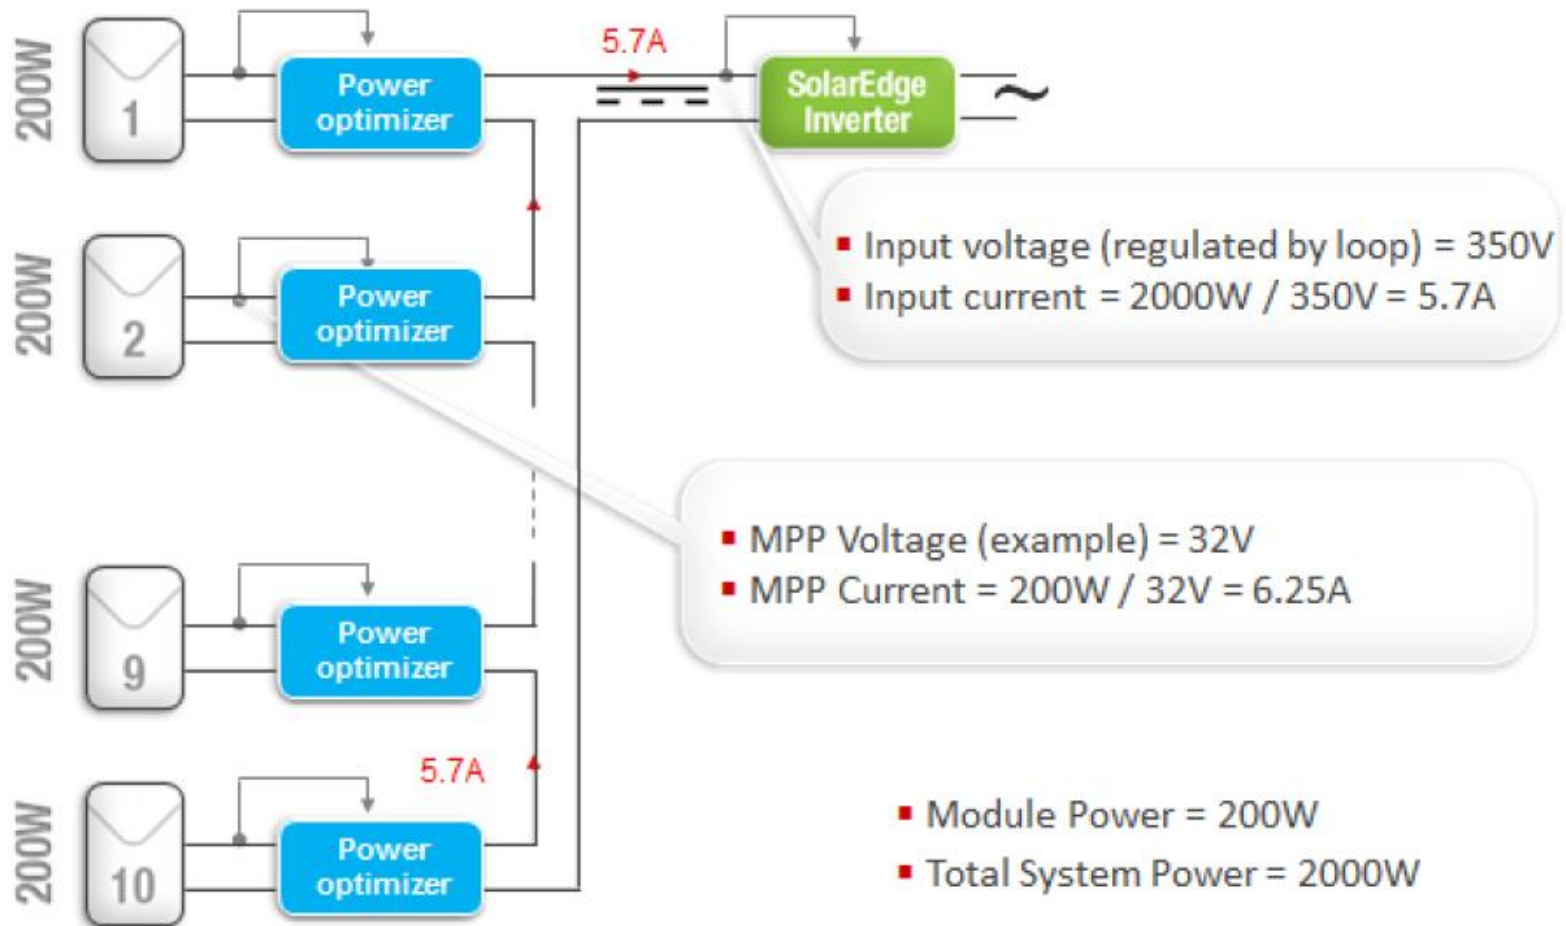 200W
1
Power
optimizer
5.7A
SolarEdge
Inverter
~
▪ Input voltage (regulated by loop) = 350V
▪ Input current = 2000W / 350V = 5.7A
200W
2
Power
optimizer
▪ MPP Voltage (example) = 32V
▪ MPP Current = 200W / 32V = 6.25A
200W
9
Power
optimizer
5.7A
200W
10
Power
optimizer
▪ Module Power = 200W
▪ Total System Power = 2000W